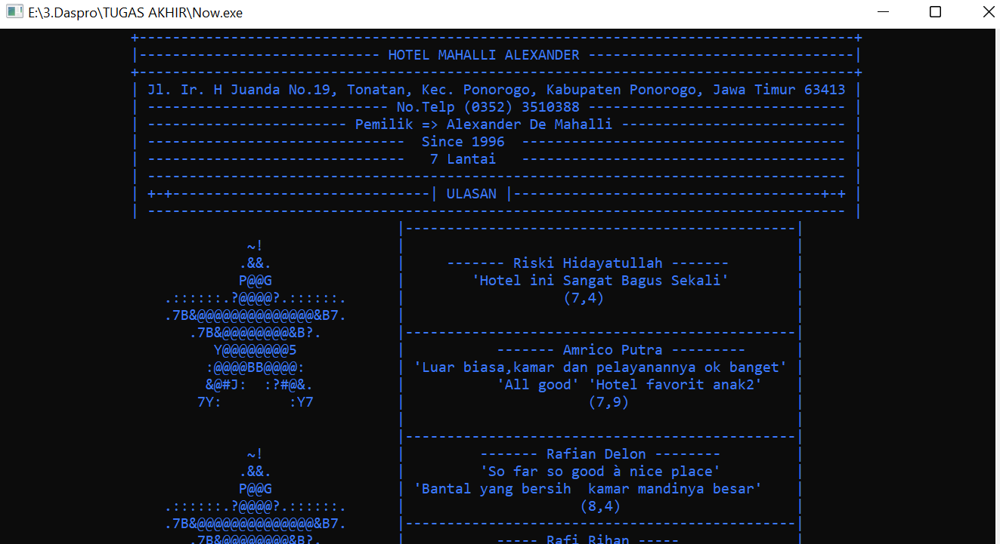 E:\3.Daspro\TUGAS AKHIR\Now.exe
+--------------------------------------------------------------------------------------+
|----------------------------- HOTEL MAHALLI ALEXANDER --------------------------------|
+--------------------------------------------------------------------------------------+
| Jl. Ir. H Juanda No.19, Tonatan, Kec. Ponorogo, Kabupaten Ponorogo, Jawa Timur 63413 |
| ----------------------------- No.Telp (0352) 3510388 ------------------------------- |
| ------------------------ Pemilik => Alexander De Mahalli --------------------------- |
| -------------------------------  Since 1996  --------------------------------------- |
| -------------------------------   7 Lantai   --------------------------------------- |
| ------------------------------------------------------------------------------------ |
| +-+-------------------------------| ULASAN |-------------------------------------+-+ |
| ------------------------------------------------------------------------------------ |
|-----------------------------------------------|
~! | |
.&&. | ------- Riski Hidayatullah ------- |
P@@G | 'Hotel ini Sangat Bagus Sekali' |
.::::::.?@@@@?.::::::. | (7,4) |
.7B&@@@@@@@@@@@@@@&B7. | |
.7B&@@@@@@@@&B?. |-----------------------------------------------|
Y@@@@@@@@5 | ------- Amrico Putra --------- |
:@@@@BB@@@@: | 'Luar biasa,kamar dan pelayanannya ok banget' |
&@#J:  :?#@&. | 'All good' 'Hotel favorit anak2' |
7Y:        :Y7 | (7,9) |
| |
|-----------------------------------------------|
~! | ------- Rafian Delon -------- |
.&&. | 'So far so good à nice place' |
P@@G | 'Bantal yang bersih  kamar mandinya besar' |
.::::::.?@@@@?.::::::. | (8,4) |
.7B&@@@@@@@@@@@@@@&B7. |-----------------------------------------------|
.7B&@@@@@@@@&B?. | ----- Rafi Rihan ----- |